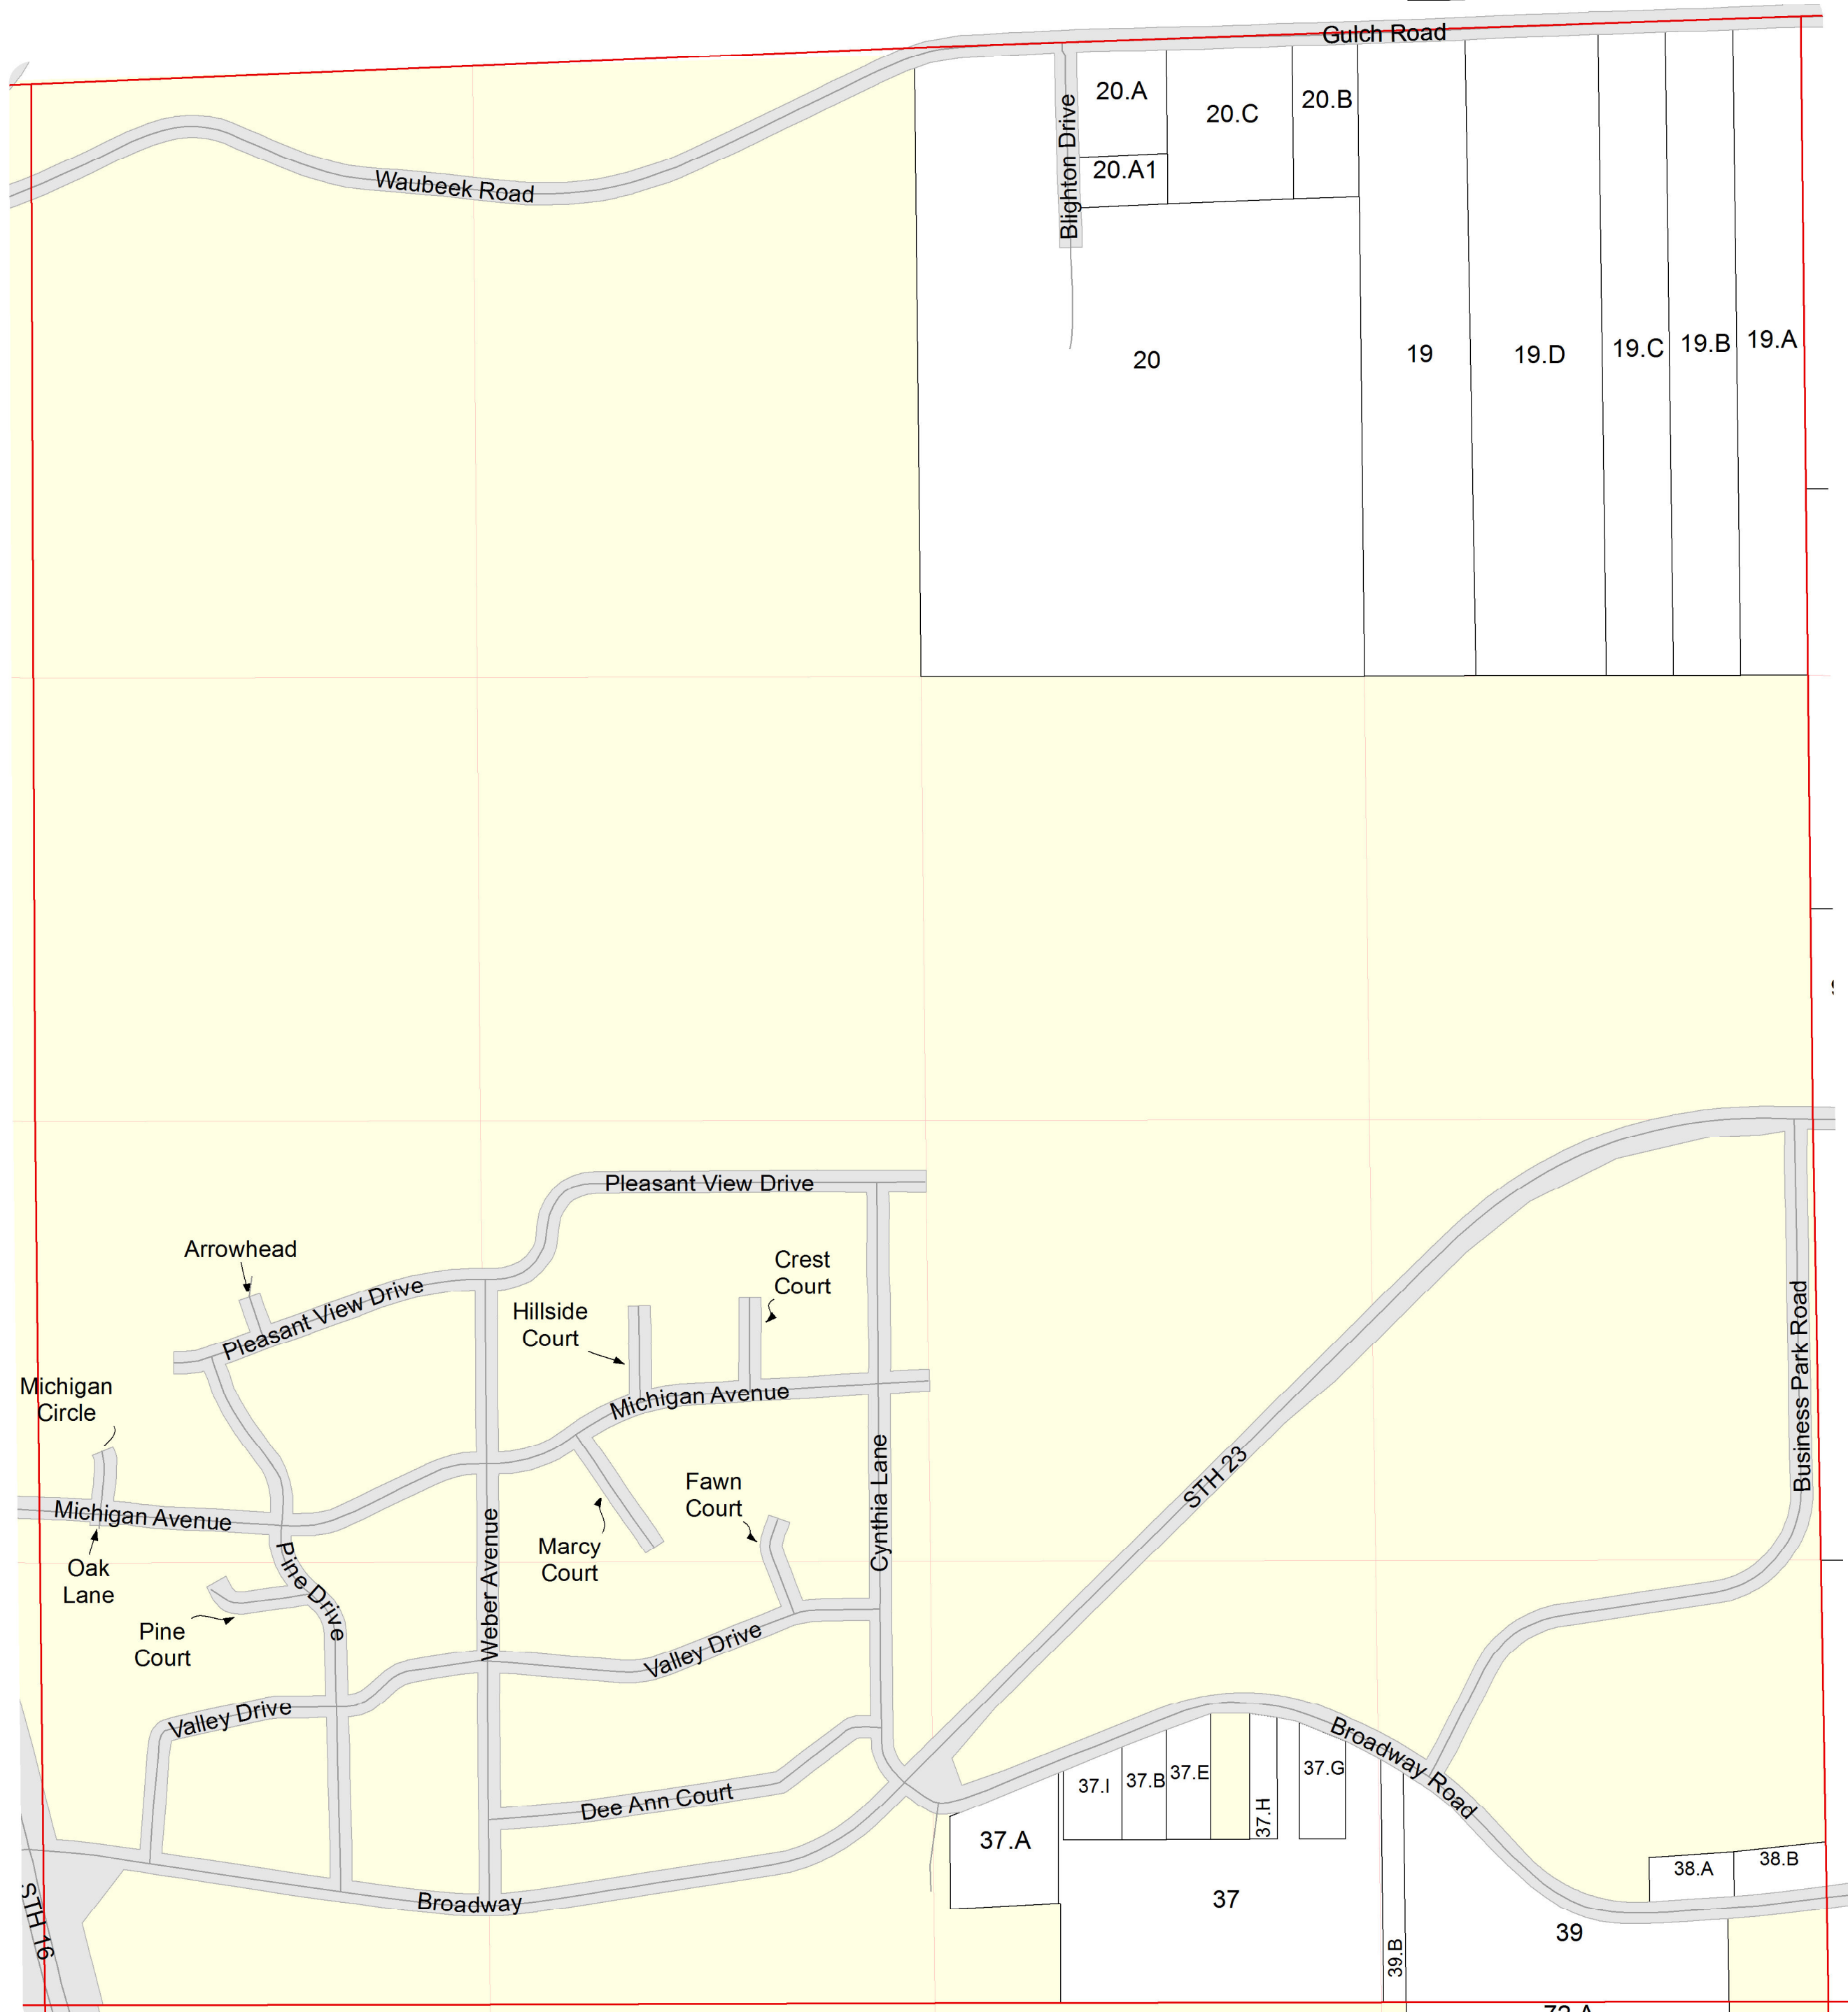 Gulch Road
20.A
20.C
20.B
Blighton Drive
20.A1
Waubeek Road
20
19
19.D
19.C
19.B
19.A
Pleasant View Drive
Arrowhead
Crest
Court
Pleasant View Drive
Hillside
Court
Business Park Road
Michigan
Circle
Michigan Avenue
Cynthia Lane
STH 23
Fawn
Court
Michigan Avenue
Weber Avenue
Marcy
Court
Oak
Lane
Pine Drive
Pine
Court
Valley Drive
Valley Drive
Broadway Road
37.I
37.B
37.E
37.H
37.G
Dee Ann Court
37.A
38.A
38.B
Broadway
37
STH 16
39.B
39